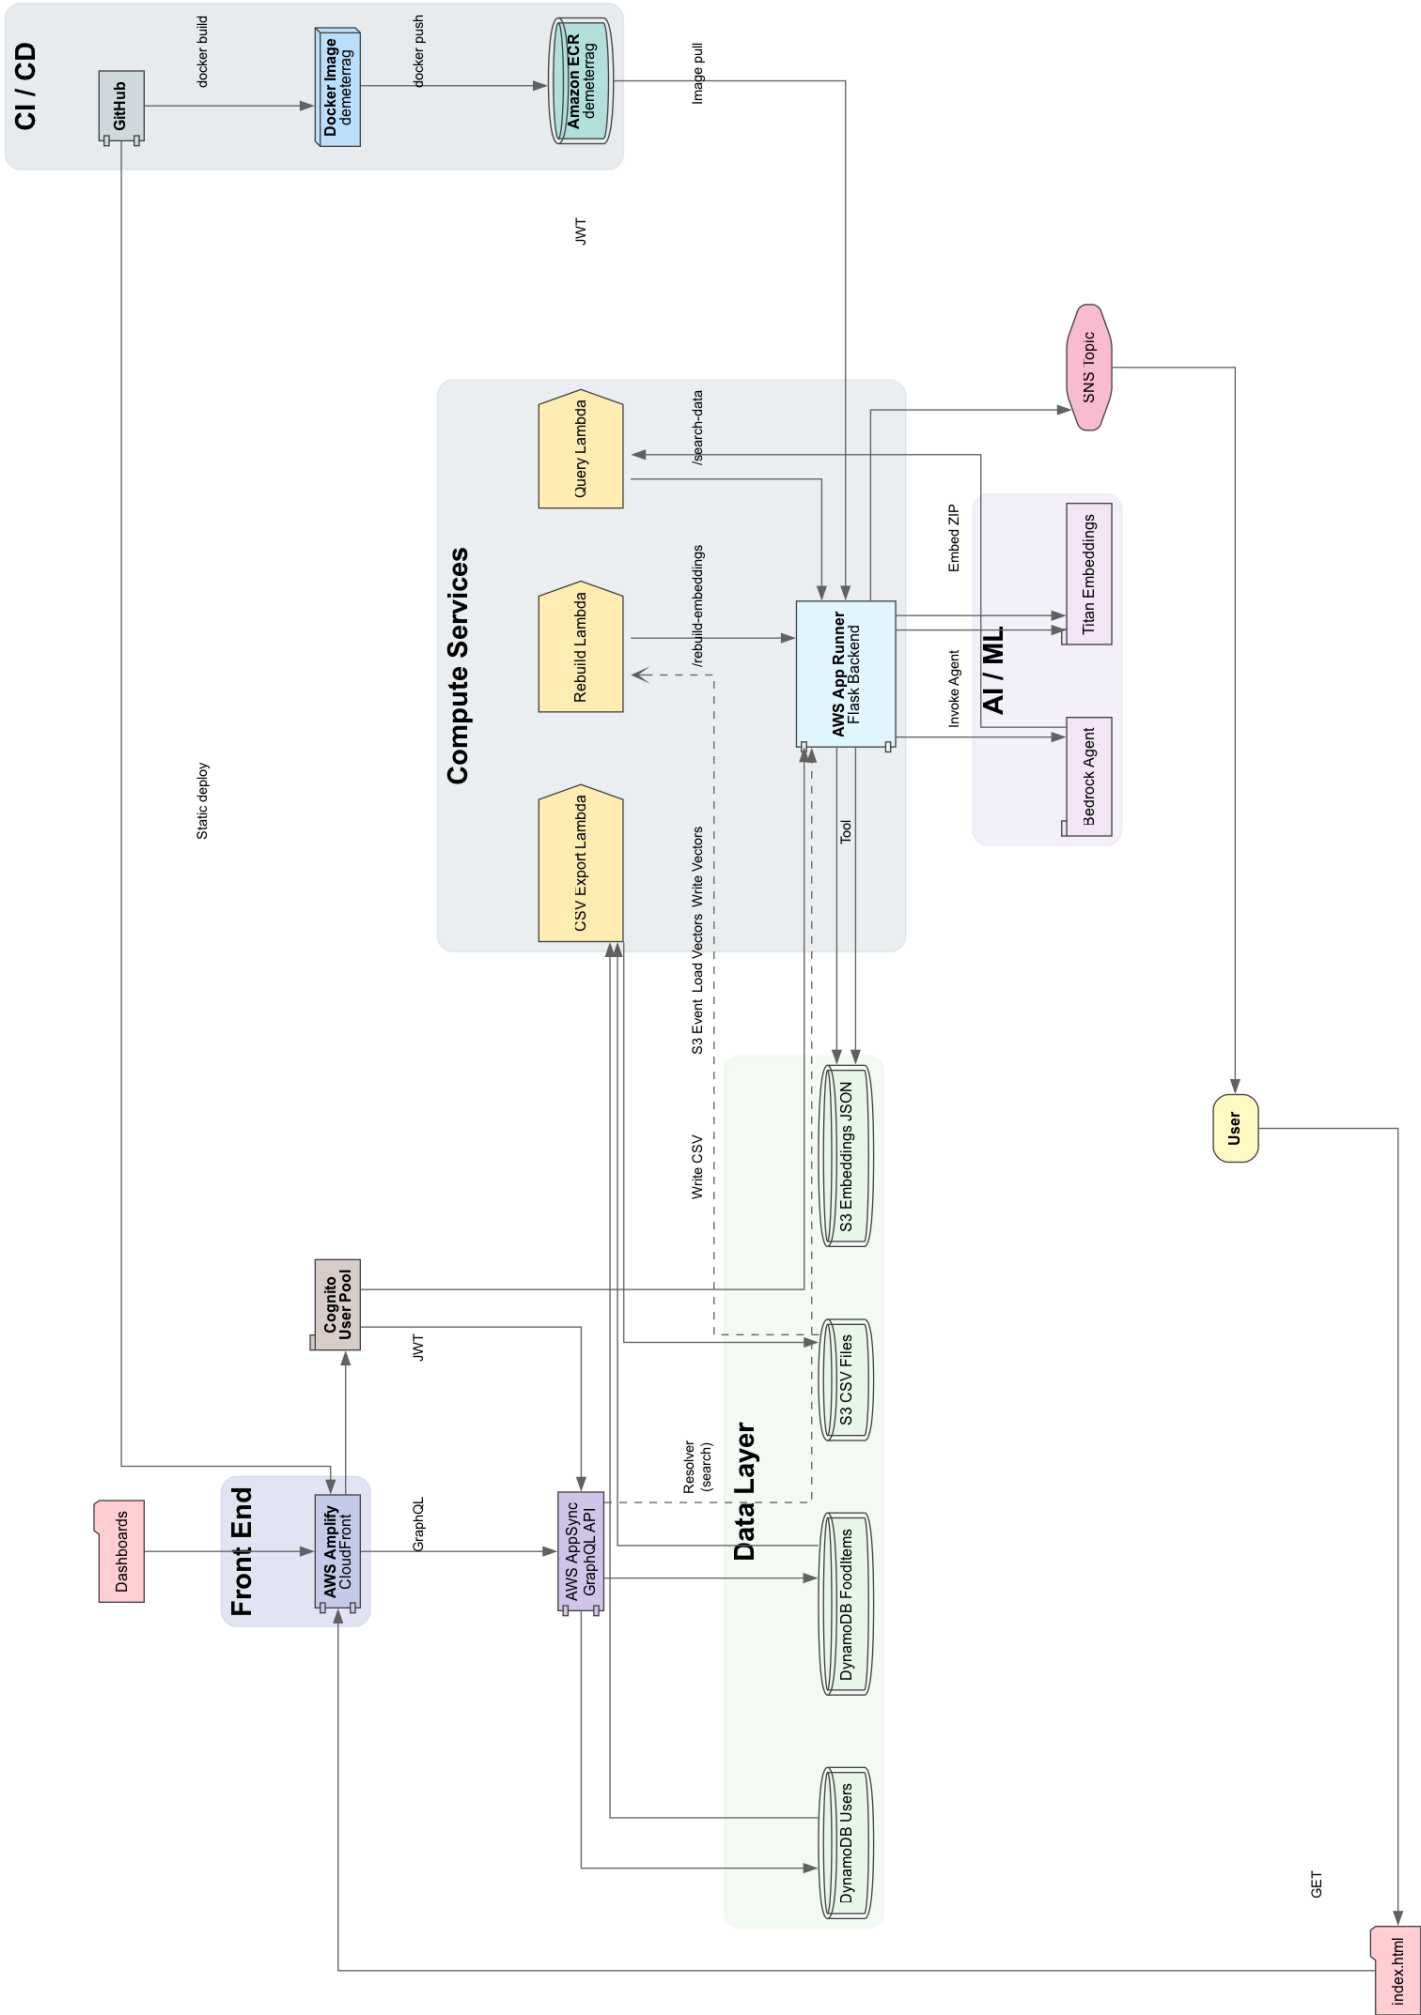 CI / CD
GitHub
docker build
Docker Image
demeterrag
docker push
Amazon ECR
demeterrag
Image pull
JWT
Static deploy
Compute Services
Query Lambda
/search-data
Rebuild Lambda
/rebuild-embeddings
CSV Export Lambda
S3 Event
Load Vectors
Write Vectors
AWS App Runner
Flask Backend
Tool
Embed ZIP
Invoke Agent
SNS Topic
AI / ML
Titan Embeddings
Bedrock Agent
Write CSV
User
Cognito
User Pool
JWT
Front End
Dashboards
AWS Amplify
CloudFront
GraphQL
AWS AppSync
GraphQL API
Resolver
(search)
Data Layer
S3 Embeddings JSON
S3 CSV Files
DynamoDB FoodItems
DynamoDB Users
GET
index.html